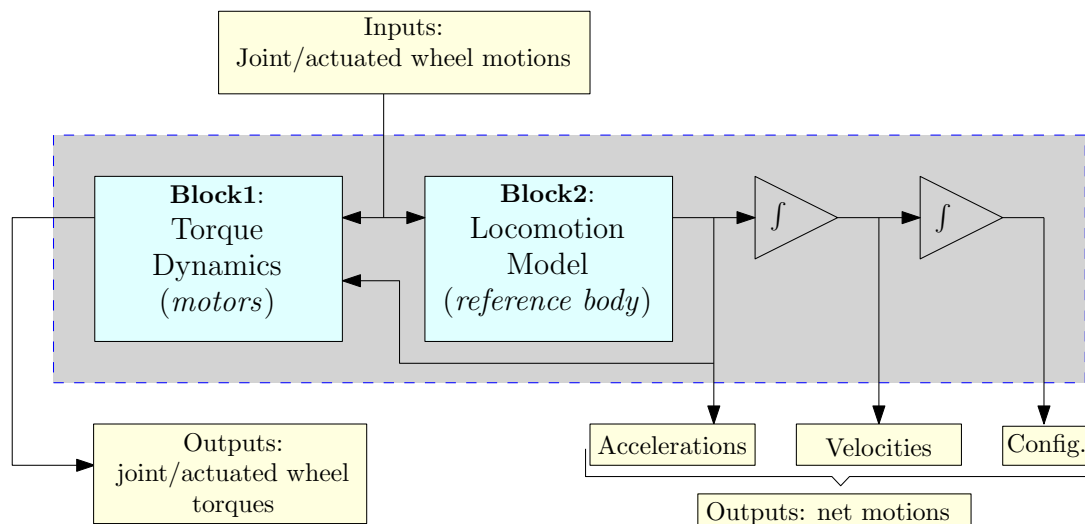 Inputs:
Joint/actuated wheel motions
Block1:
Torque
Dynamics
(motors)
Block2:
Locomotion
Model
(reference body)
∫
∫
Outputs:
joint/actuated wheel
torques
Accelerations
Velocities
Config.
Outputs: net motions